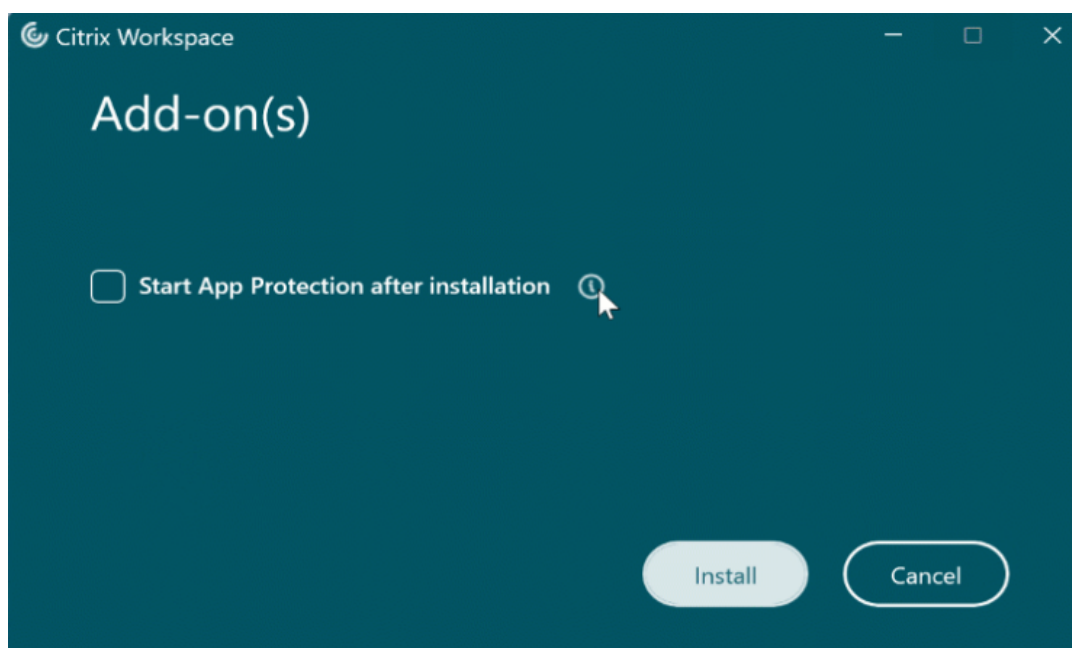 Citrix Workspace
Add-on(s)
Start App Protection after installation
Install Cancel